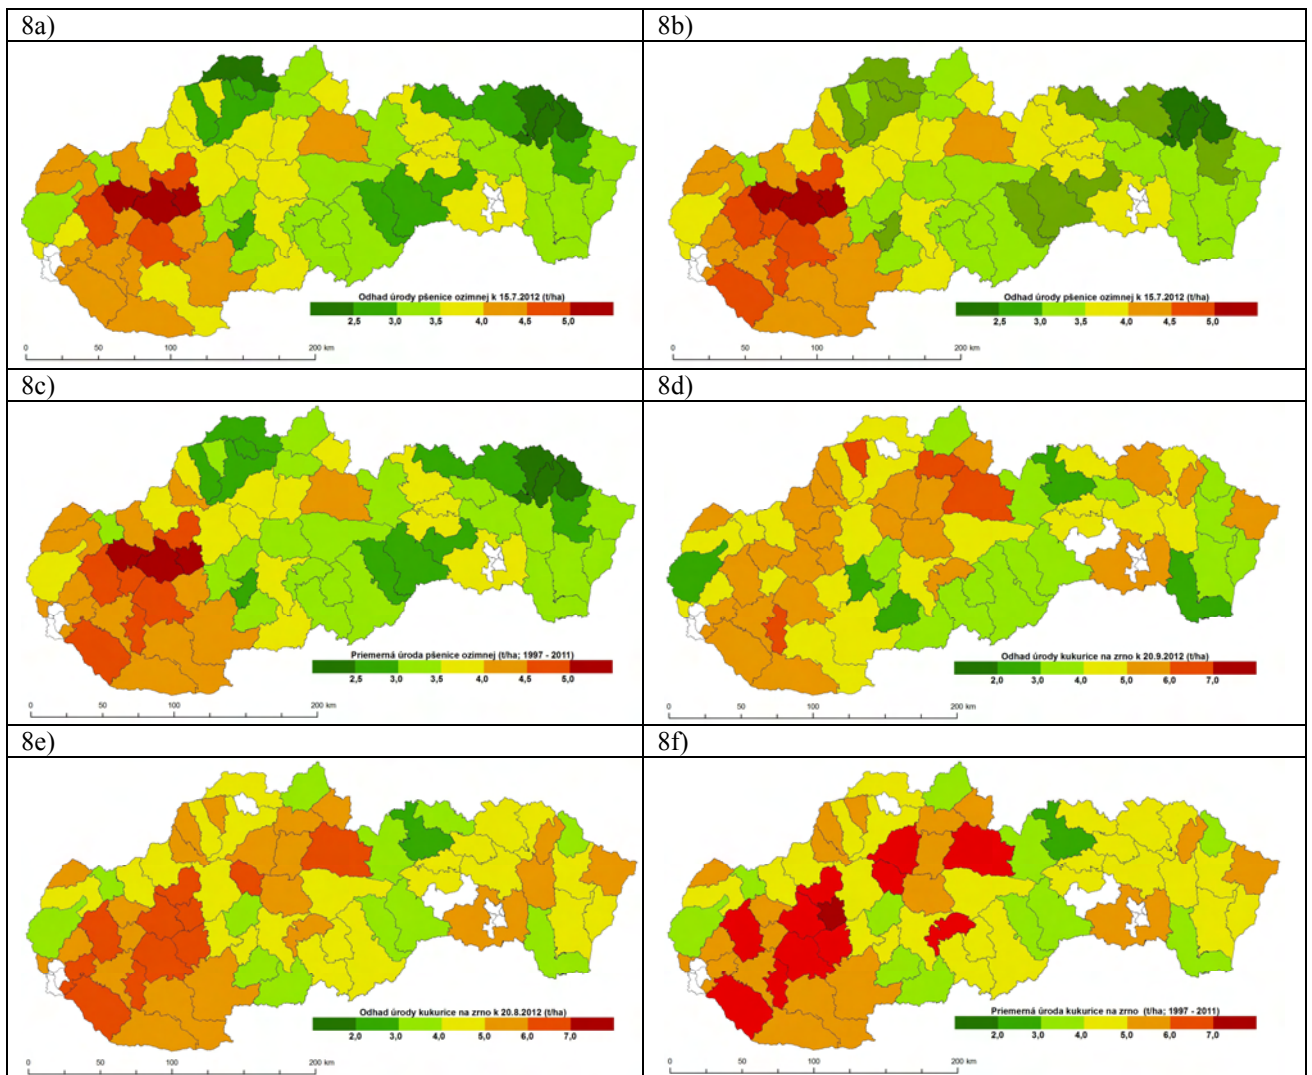 8a)
8b)
Odhad úrody pšenice ozimnej k 15.7.2012 (t/ha)
2,5 3,0 3,5 4,0 4,5 5,0
0 50 100 200 km
Odhad úrody pšenice ozimnej k 15.7.2012 (t/ha)
2,5 3,0 3,5 4,0 4,5 5,0
0 50 100 200 km
8c)
8d)
Priemerná úroda pšenice ozimnej (t/ha; 1997 - 2011)
2,5 3,0 3,5 4,0 4,5 5,0
0 50 100 200 km
Odhad úrody kukurice na zrno k 20.9.2012 (t/ha)
2,0 3,0 4,0 5,0 6,0 7,0
0 50 100 200 km
8e)
8f)
Odhad úrody kukurice na zrno k 20.8.2012 (t/ha)
2,0 3,0 4,0 5,0 6,0 7,0
0 50 100 200 km
Priemerná úroda kukurice na zrno (t/ha; 1997 - 2011)
2,0 3,0 4,0 5,0 6,0 7,0
0 50 100 200 km